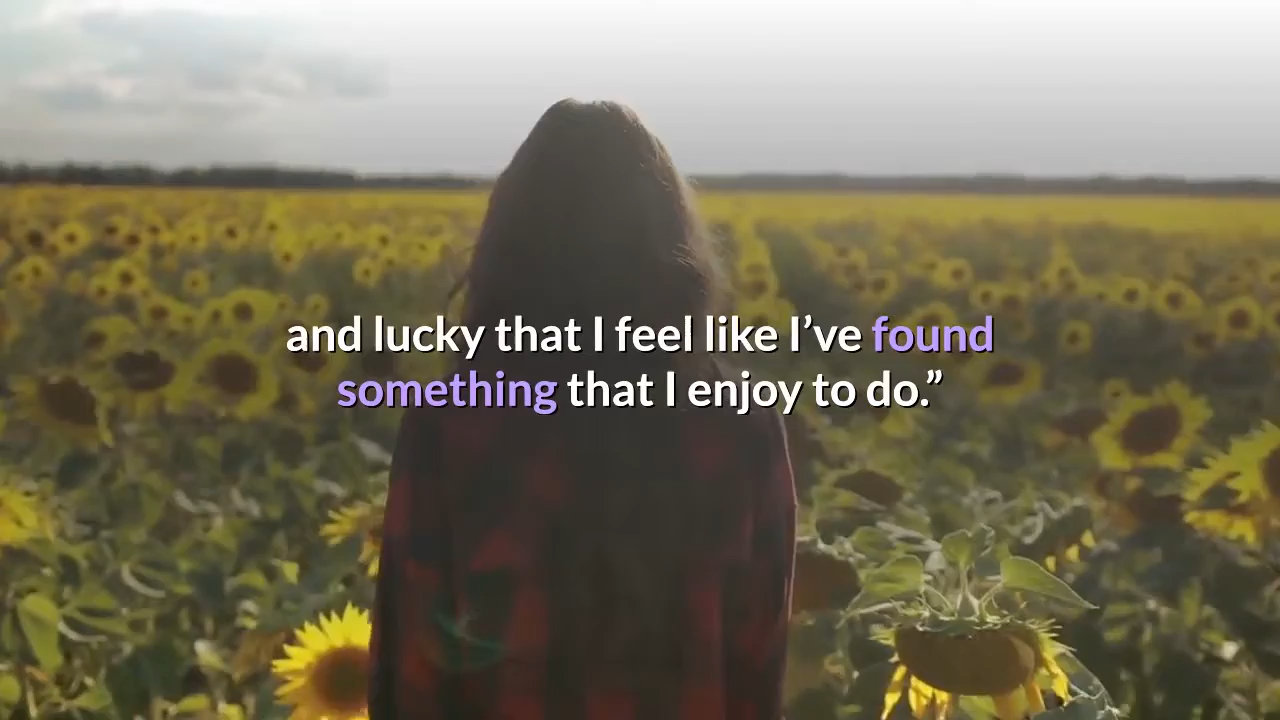 and lucky that I feel like I’ve found
something that I enjoy to do.”